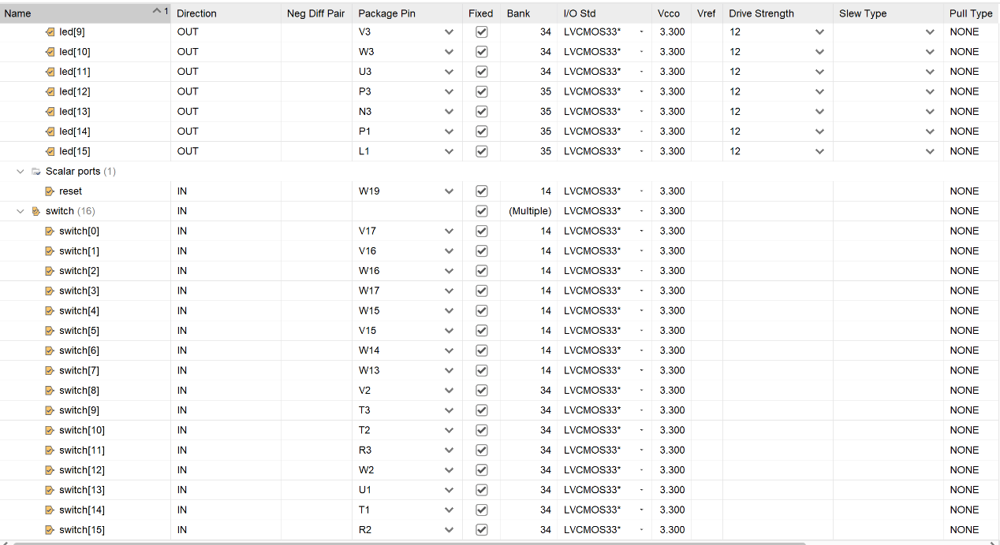 Name 1 Direction Neg Diff Pair Package Pin Fixed Bank I/O Std Vcco Vref Drive Strength Slew Type Pull Type
led[9] OUT V3 34 LVCMOS33* 3.300 12 NONE
led[10] OUT W3 34 LVCMOS33* 3.300 12 NONE
led[11] OUT U3 34 LVCMOS33* 3.300 12 NONE
led[12] OUT P3 35 LVCMOS33* 3.300 12 NONE
led[13] OUT N3 35 LVCMOS33* 3.300 12 NONE
led[14] OUT P1 35 LVCMOS33* 3.300 12 NONE
led[15] OUT L1 35 LVCMOS33* 3.300 12 NONE
Scalar ports (1)
reset IN W19 14 LVCMOS33* 3.300 NONE
switch (16) IN (Multiple) LVCMOS33* 3.300 NONE
switch[0] IN V17 14 LVCMOS33* 3.300 NONE
switch[1] IN V16 14 LVCMOS33* 3.300 NONE
switch[2] IN W16 14 LVCMOS33* 3.300 NONE
switch[3] IN W17 14 LVCMOS33* 3.300 NONE
switch[4] IN W15 14 LVCMOS33* 3.300 NONE
switch[5] IN V15 14 LVCMOS33* 3.300 NONE
switch[6] IN W14 14 LVCMOS33* 3.300 NONE
switch[7] IN W13 14 LVCMOS33* 3.300 NONE
switch[8] IN V2 34 LVCMOS33* 3.300 NONE
switch[9] IN T3 34 LVCMOS33* 3.300 NONE
switch[10] IN T2 34 LVCMOS33* 3.300 NONE
switch[11] IN R3 34 LVCMOS33* 3.300 NONE
switch[12] IN W2 34 LVCMOS33* 3.300 NONE
switch[13] IN U1 34 LVCMOS33* 3.300 NONE
switch[14] IN T1 34 LVCMOS33* 3.300 NONE
switch[15] IN R2 34 LVCMOS33* 3.300 NONE